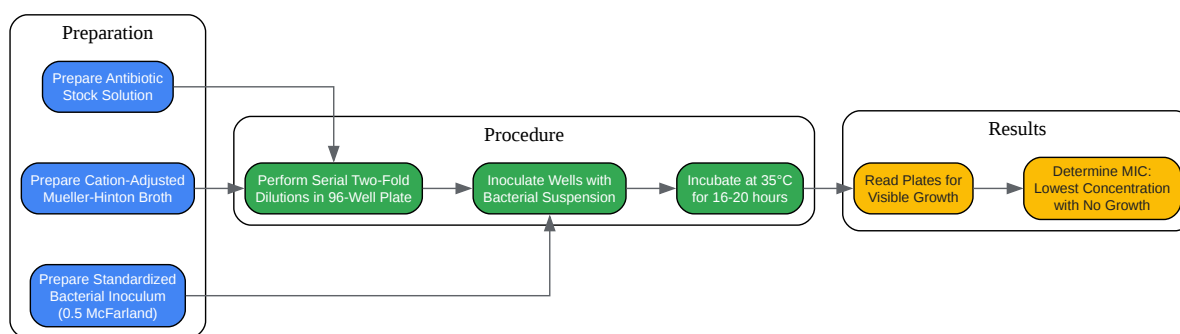 Preparation
Prepare Antibiotic
Stock Solution
Prepare Cation-Adjusted
Mueller-Hinton Broth
Prepare Standardized
Bacterial Inoculum
(0.5 McFarland)
Procedure
Perform Serial Two-Fold
Dilutions in 96-Well Plate
Inoculate Wells with
Bacterial Suspension
Incubate at 35°C
for 16-20 hours
Results
Read Plates for
Visible Growth
Determine MIC:
Lowest Concentration
with No Growth